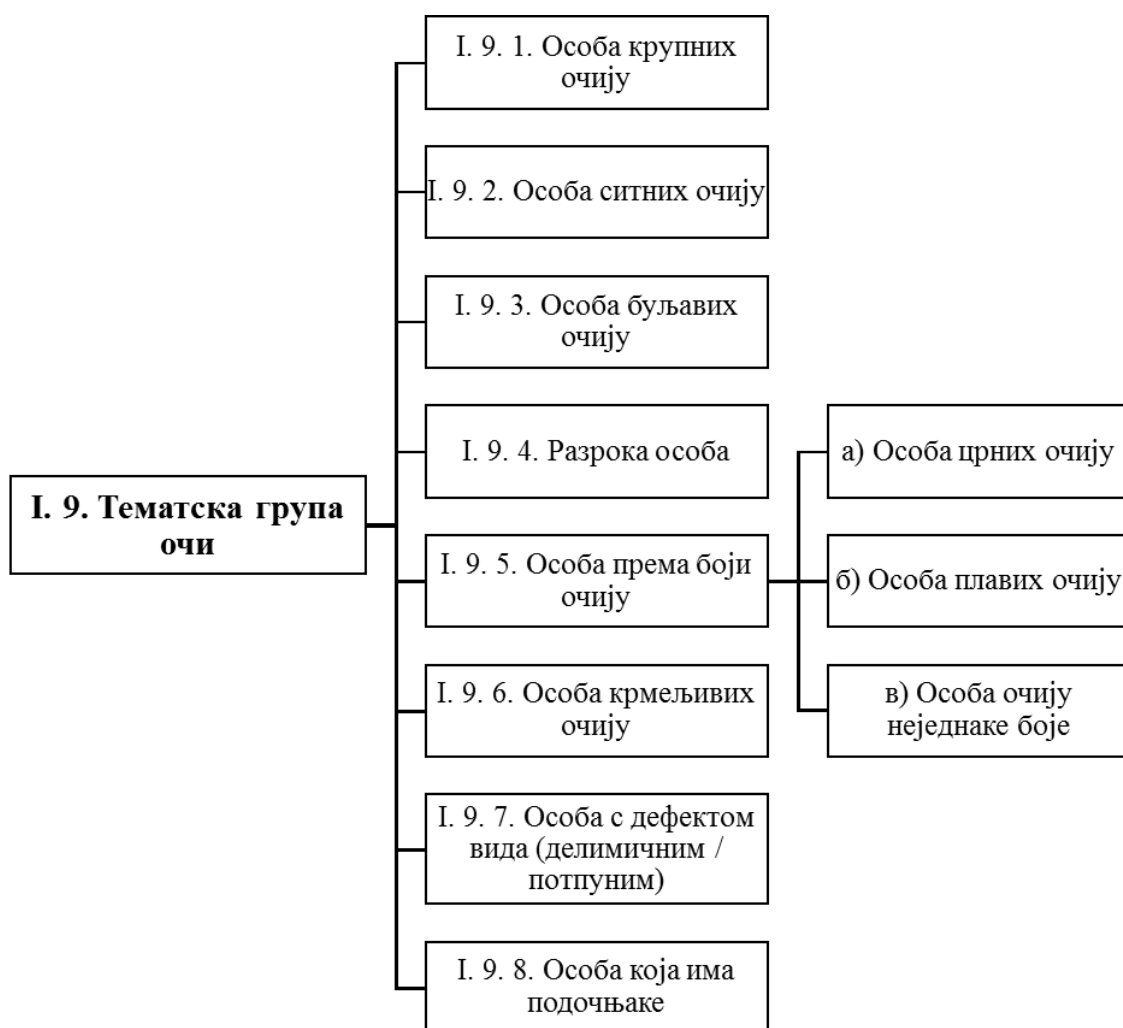 I. 9. 1. Особа крупних
очију
I. 9. 2. Особа ситних очију
I. 9. 3. Особа буљавих
очију
I. 9. 4. Разрока особа
I. 9. Тематска група
очи
I. 9. 5. Особа према боји
очију
а) Особа црних очију
б) Особа плавих очију
в) Особа очију
неједнаке боје
I. 9. 6. Особа крмељивих
очију
I. 9. 7. Особа с дефектом
вида (делимичним /
потпуним)
I. 9. 8. Особа која има
подочњаке